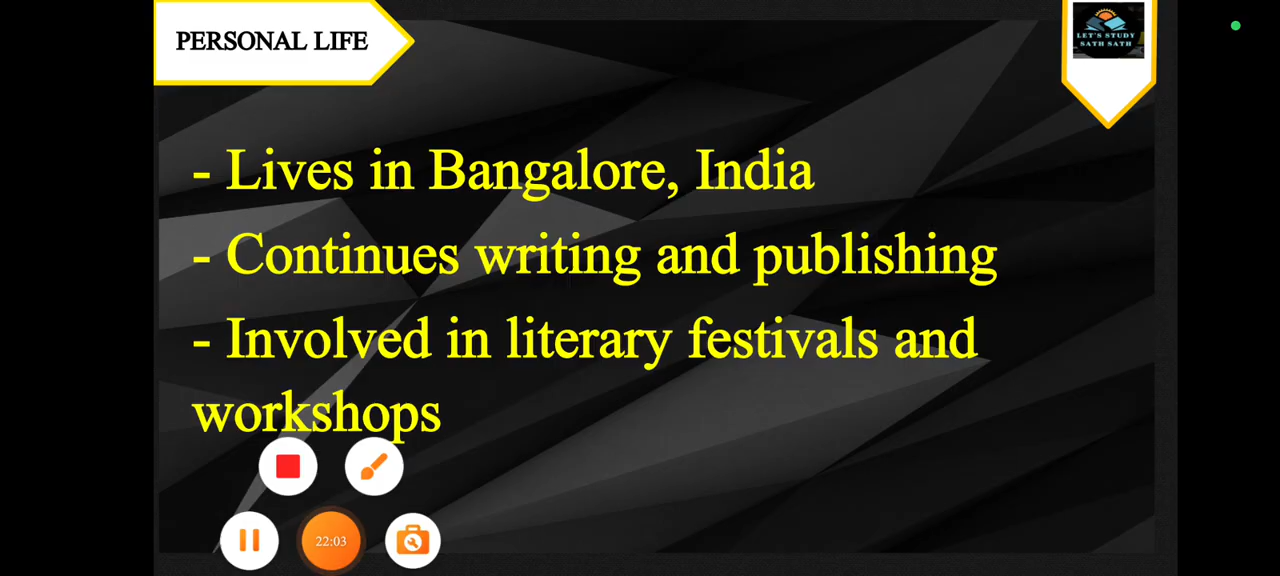 PERSONAL LIFE
LET'S STUDY
SATH SATH
- Lives in Bangalore, India
- Continues writing and publishing
- Involved in literary festivals and
workshops
22:03